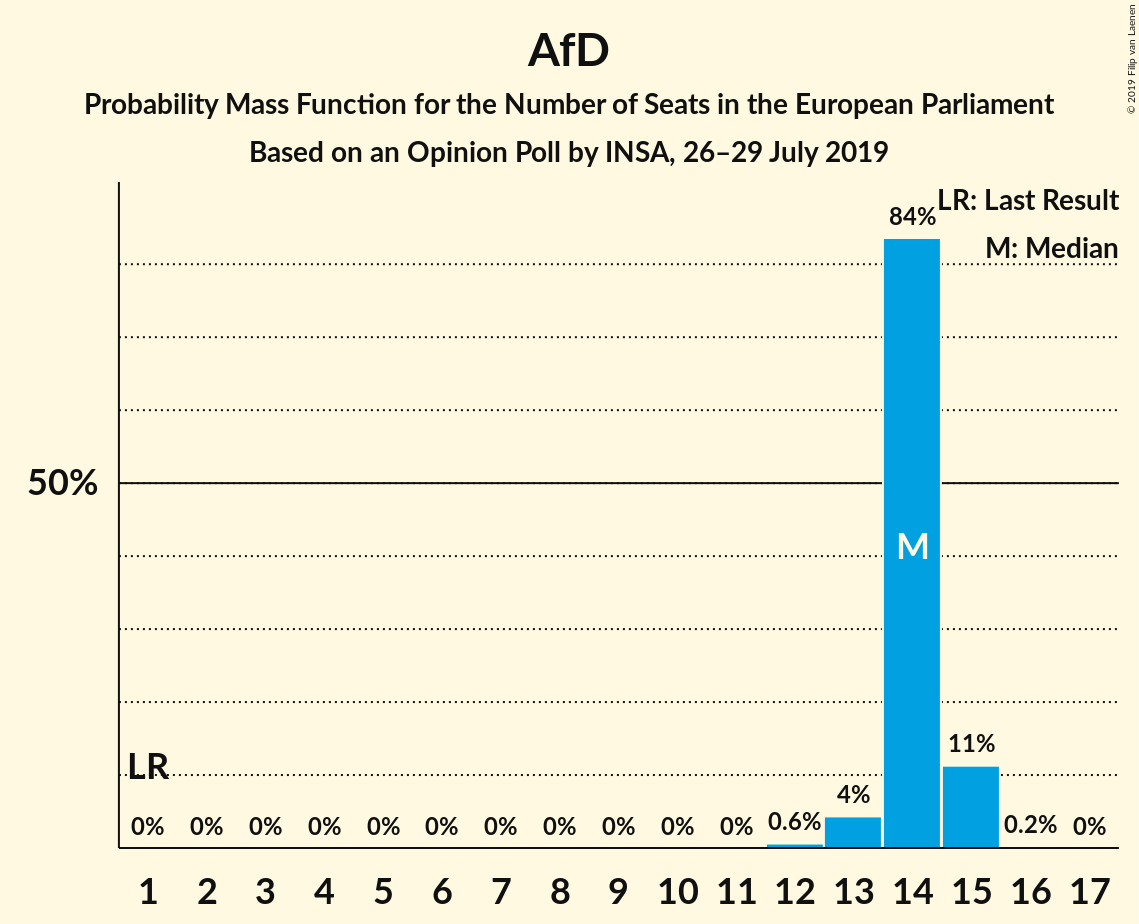 AfD
Probability Mass Function for the Number of Seats in the European Parliament
Based on an Opinion Poll by INSA, 26–29 July 2019
© 2019 Filip van Laenen
LR: Last Result
M: Median
84%
50%
M
LR
11%
4%
0% 0% 0% 0% 0% 0% 0% 0% 0% 0% 0% 0.6% 0.2% 0%
1 2 3 4 5 6 7 8 9 10 11 12 13 14 15 16 17